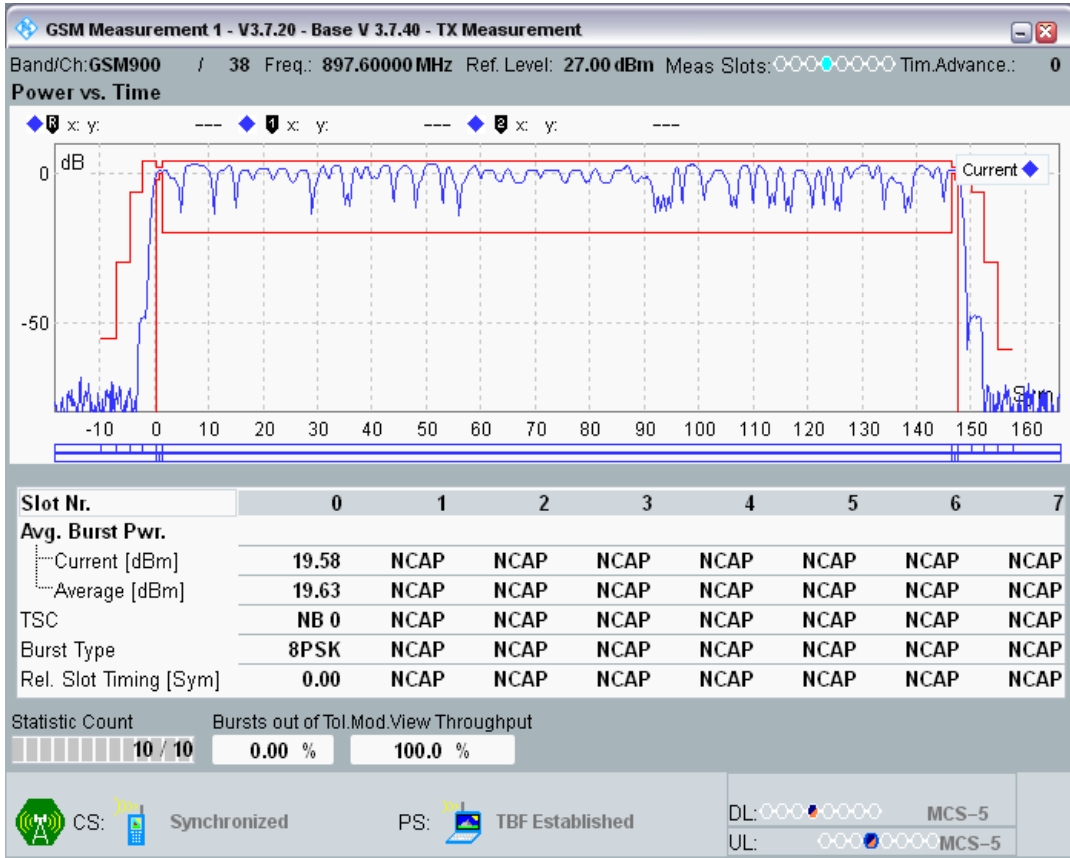 GSM Measurement 1 - V3.7.20 - Base V 3.7.40 - TX Measurement
Band/Ch:GSM900 / 38 Freq.: 897.60000 MHz Ref. Level: 27.00 dBm Meas Slots: Tim.Advance.: 0
Power vs. Time
R x: y: --- 1 x: y: --- 2 x: y: ---
dB
Current
0
-50
Sym
-10 0 10 20 30 40 50 60 70 80 90 100 110 120 130 140 150 160
Slot Nr. 0 1 2 3 4 5 6 7
Avg. Burst Pwr.
Current [dBm] 19.58 NCAP NCAP NCAP NCAP NCAP NCAP NCAP
Average [dBm] 19.63 NCAP NCAP NCAP NCAP NCAP NCAP NCAP
TSC NB 0 NCAP NCAP NCAP NCAP NCAP NCAP NCAP
Burst Type 8PSK NCAP NCAP NCAP NCAP NCAP NCAP NCAP
Rel. Slot Timing [Sym] 0.00 NCAP NCAP NCAP NCAP NCAP NCAP NCAP
Statistic Count Bursts out of Tol.Mod.View Throughput
10 / 10 0.00 % 100.0 %
CS: Synchronized PS: TBF Established DL: MCS-5
UL: MCS-5